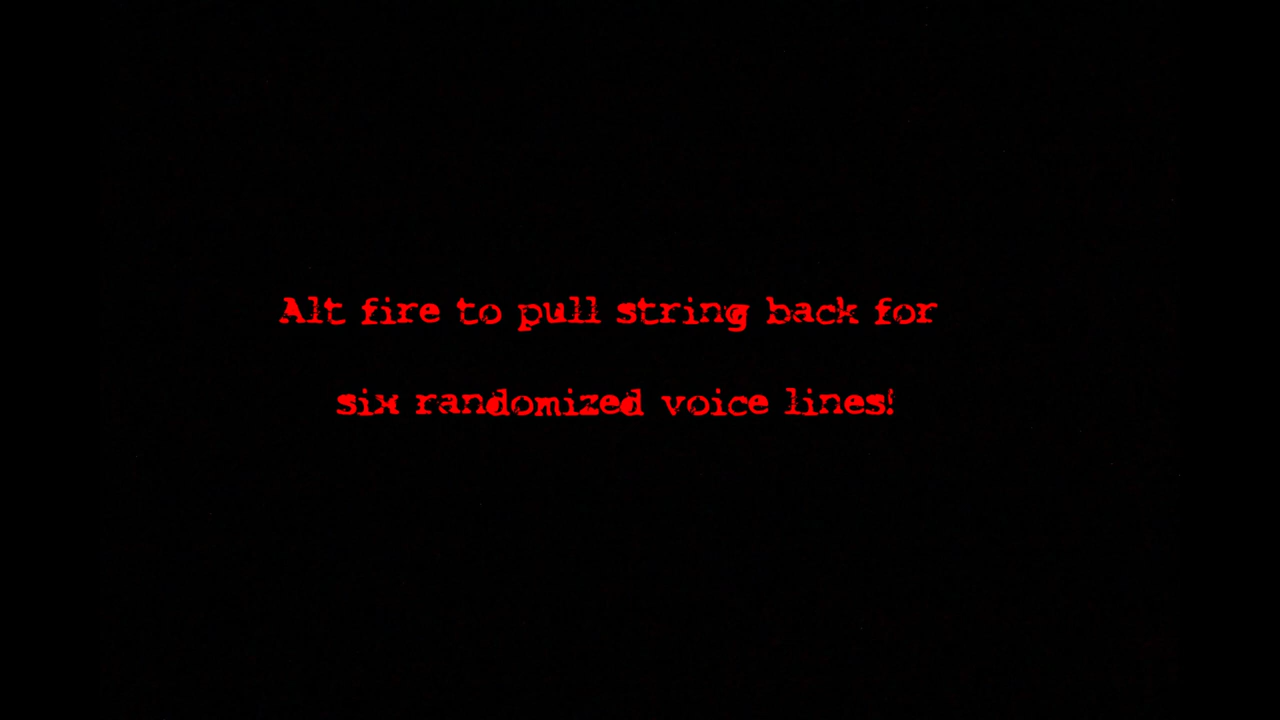 Alt fire to pull string back for
six randomized voice lines!